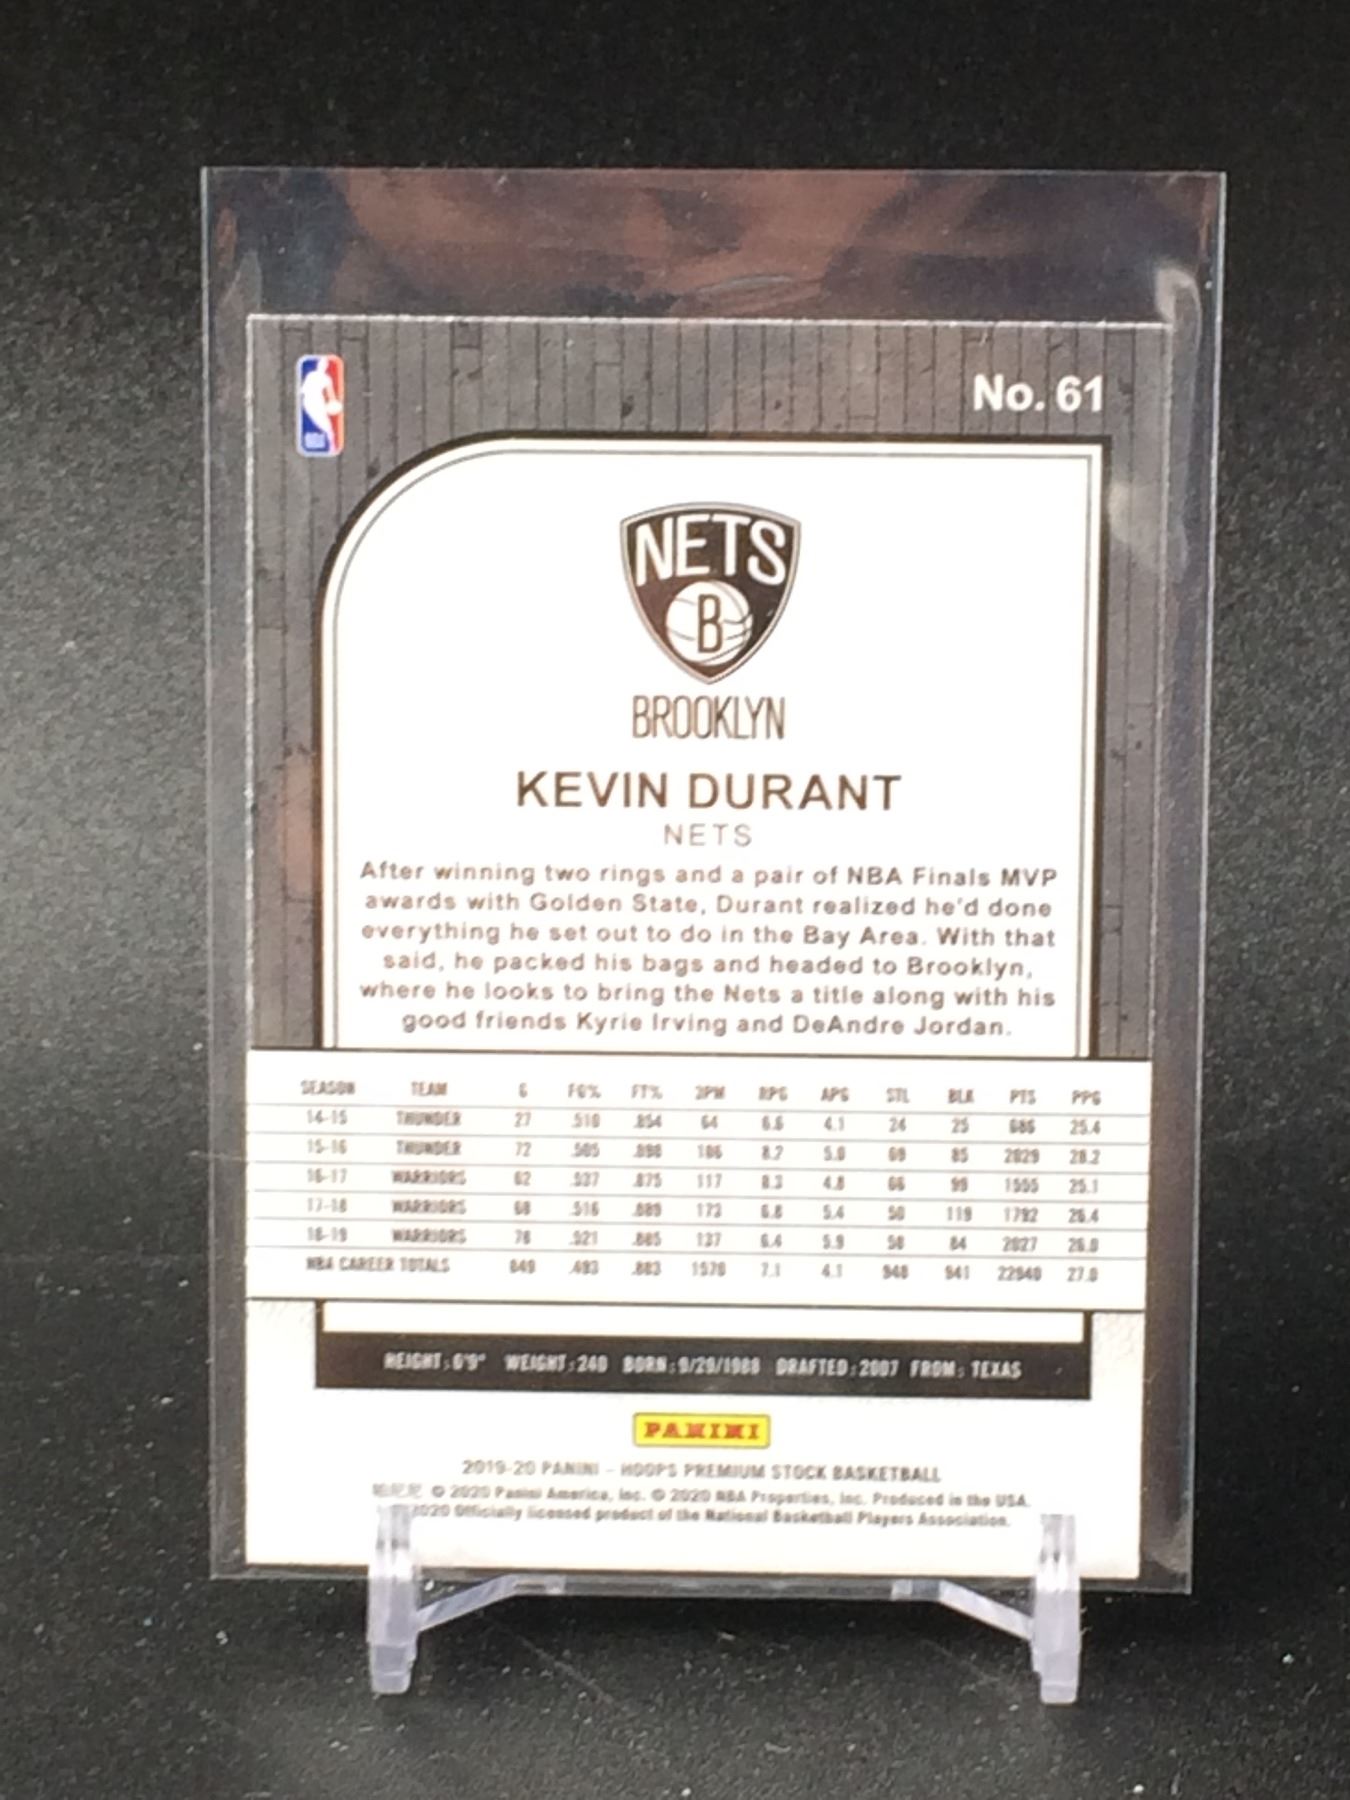 No. 61
NETS
B
BROOKLYN
KEVIN DURANT
NETS
After winning two rings and a pair of NBA Finals MVP
awards with Golden State, Durant realized he'd done
everything he set out to do in the Bay Area. With that
said, he packed his bags and headed to Brooklyn,
where he looks to bring the Nets a title along with his
good friends Kyrie Irving and DeAndre Jordan.
SEASON TEAM G FG% FT% 3PM RPG APG STL BLK PTS PPG
14-15 THUNDER 27 .510 .854 64 6.6 4.1 24 25 686 25.4
15-16 THUNDER 72 .505 .898 186 8.2 5.0 69 85 2029 28.2
16-17 WARRIORS 62 .537 .875 117 8.3 4.8 66 99 1555 25.1
17-18 WARRIORS 68 .516 .889 173 6.8 5.4 50 119 1792 26.4
18-19 WARRIORS 78 .521 .885 137 6.4 5.9 58 84 2027 26.0
NBA CAREER TOTALS 849 .493 .883 7.1 4.1 940 941 22940 27.0
HEIGHT: 6'9" WEIGHT: 240 BORN: 9/29/1988 DRAFTED: 2007 FROM: TEXAS
PANINI
2019-20 PANINI – HOOPS PREMIUM STOCK BASKETBALL
帕尼尼 © 2020 Panini America, Inc. © 2020 NBA Properties, Inc. Produced in the USA.
2020 Officially licensed product of the National Basketball Players Association.